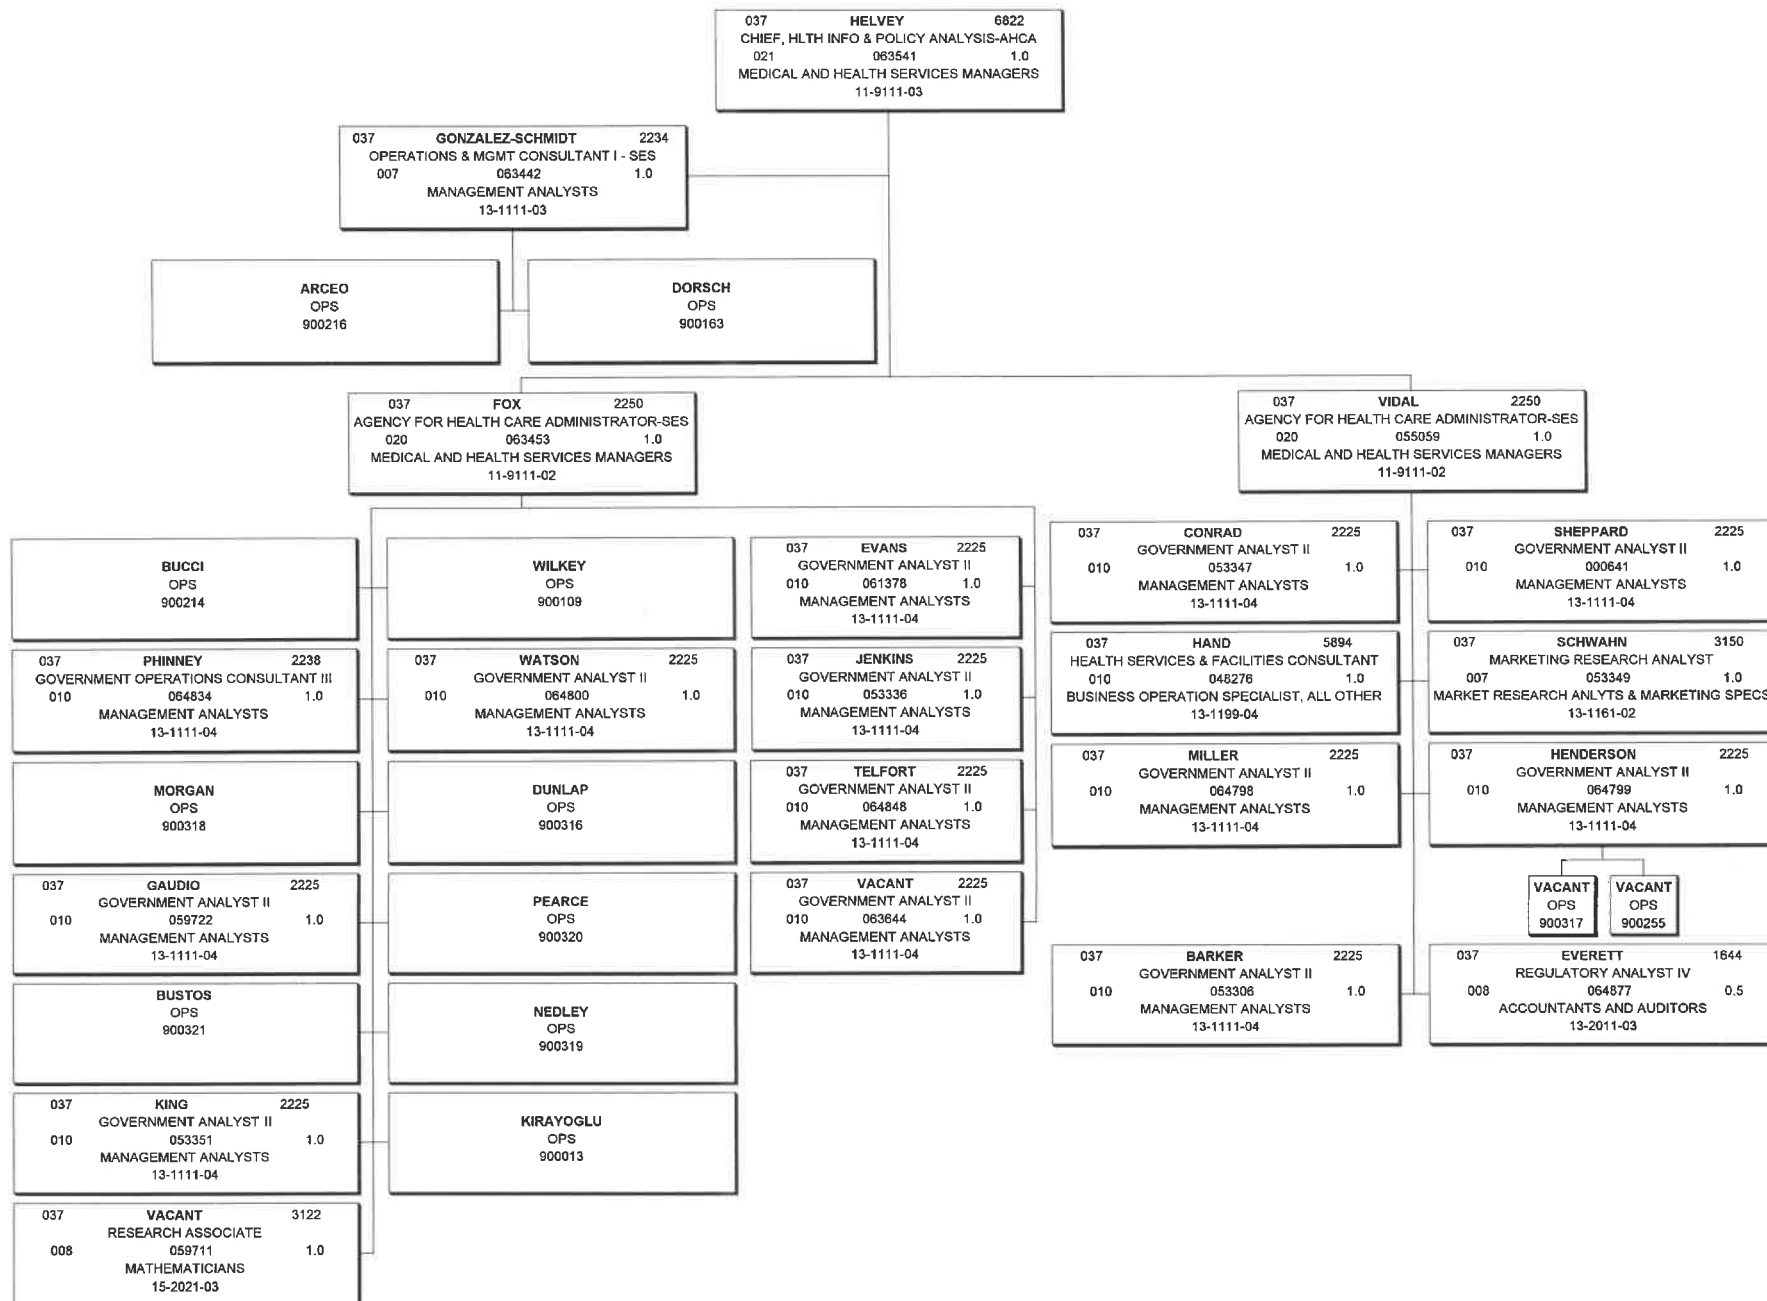 037 HELVEY 6822
CHIEF, HLTH INFO & POLICY ANALYSIS-AHCA
021 063541 1.0
MEDICAL AND HEALTH SERVICES MANAGERS
11-9111-03
037 GONZALEZ-SCHMIDT 2234
OPERATIONS & MGMT CONSULTANT I - SES
007 063442 1.0
MANAGEMENT ANALYSTS
13-1111-03
ARCEO
OPS
900216
DORSCH
OPS
900163
037 FOX 2250
AGENCY FOR HEALTH CARE ADMINISTRATOR-SES
020 063453 1.0
MEDICAL AND HEALTH SERVICES MANAGERS
11-9111-02
037 VIDAL 2250
AGENCY FOR HEALTH CARE ADMINISTRATOR-SES
020 055059 1.0
MEDICAL AND HEALTH SERVICES MANAGERS
11-9111-02
BUCCI
OPS
900214
WILKEY
OPS
900109
037 EVANS 2225
GOVERNMENT ANALYST II
010 061378 1.0
MANAGEMENT ANALYSTS
13-1111-04
037 CONRAD 2225
GOVERNMENT ANALYST II
010 053347 1.0
MANAGEMENT ANALYSTS
13-1111-04
037 SHEPPARD 2225
GOVERNMENT ANALYST II
010 000641 1.0
MANAGEMENT ANALYSTS
13-1111-04
037 PHINNEY 2238
GOVERNMENT OPERATIONS CONSULTANT III
010 064834 1.0
MANAGEMENT ANALYSTS
13-1111-04
037 WATSON 2225
GOVERNMENT ANALYST II
010 064800 1.0
MANAGEMENT ANALYSTS
13-1111-04
037 JENKINS 2225
GOVERNMENT ANALYST II
010 053336 1.0
MANAGEMENT ANALYSTS
13-1111-04
037 HAND 5894
HEALTH SERVICES & FACILITIES CONSULTANT
010 048276 1.0
BUSINESS OPERATION SPECIALIST, ALL OTHER
13-1199-04
037 SCHWAHN 3150
MARKETING RESEARCH ANALYST
007 053349 1.0
MARKET RESEARCH ANLYTS & MARKETING SPECS
13-1161-02
MORGAN
OPS
900318
DUNLAP
OPS
900316
037 TELFORT 2225
GOVERNMENT ANALYST II
010 064848 1.0
MANAGEMENT ANALYSTS
13-1111-04
037 MILLER 2225
GOVERNMENT ANALYST II
010 064798 1.0
MANAGEMENT ANALYSTS
13-1111-04
037 HENDERSON 2225
GOVERNMENT ANALYST II
010 064799 1.0
MANAGEMENT ANALYSTS
13-1111-04
037 GAUDIO 2225
GOVERNMENT ANALYST II
010 059722 1.0
MANAGEMENT ANALYSTS
13-1111-04
PEARCE
OPS
900320
037 VACANT 2225
GOVERNMENT ANALYST II
010 063644 1.0
MANAGEMENT ANALYSTS
13-1111-04
VACANT
OPS
900317
VACANT
OPS
900255
BUSTOS
OPS
900321
NEDLEY
OPS
900319
037 BARKER 2225
GOVERNMENT ANALYST II
010 053306 1.0
MANAGEMENT ANALYSTS
13-1111-04
037 EVERETT 1644
REGULATORY ANALYST IV
008 064877 0.5
ACCOUNTANTS AND AUDITORS
13-2011-03
037 KING 2225
GOVERNMENT ANALYST II
010 053351 1.0
MANAGEMENT ANALYSTS
13-1111-04
KIRAYOGLU
OPS
900013
037 VACANT 3122
RESEARCH ASSOCIATE
008 059711 1.0
MATHEMATICIANS
15-2021-03